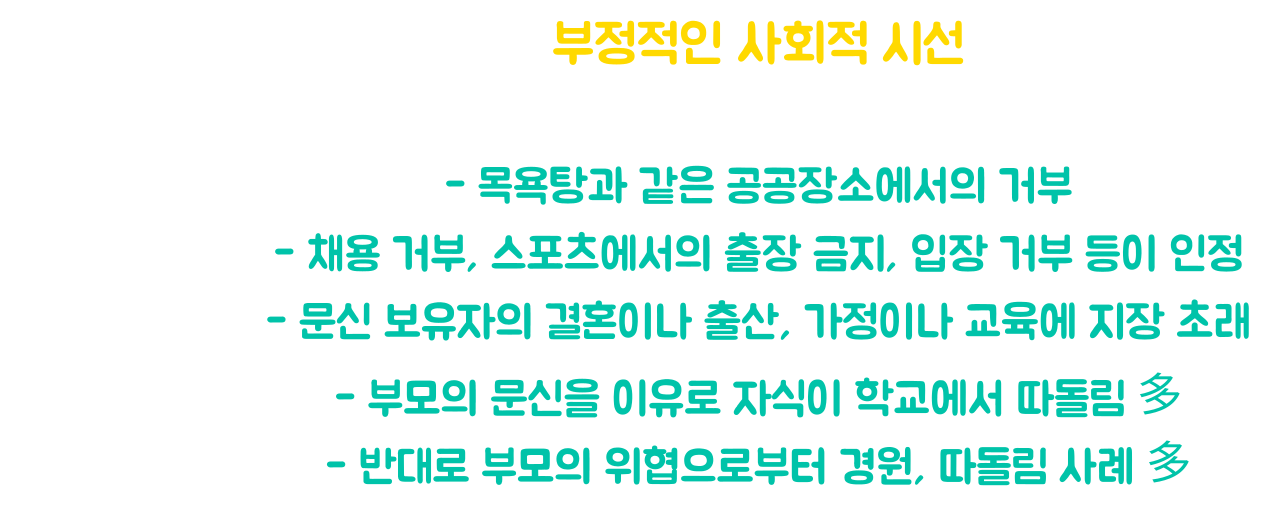 부정적인 사회적 시선
- 목욕탕과 같은 공공장소에서의 거부
- 채용 거부, 스포츠에서의 출장 금지, 입장 거부 등이 인정
- 문신 보유자의 결혼이나 출산, 가정이나 교육에 지장 초래
- 부모의 문신을 이유로 자식이 학교에서 따돌림 多
- 반대로 부모의 위협으로부터 경원, 따돌림 사례 多